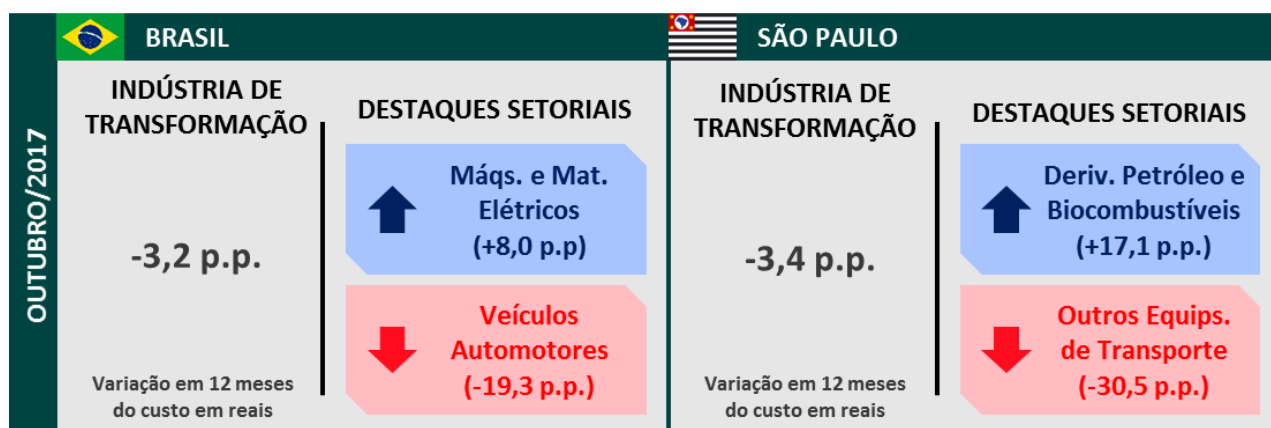 OUTUBRO/2017
BRASIL
INDÚSTRIA DE
TRANSFORMAÇÃO
-3,2 p.p.
Variação em 12 meses
do custo em reais
DESTAQUES SETORIAIS
Máqs. e Mat.
Elétricos
(+8,0 p.p)
Veículos
Automotores
(-19,3 p.p.)
SÃO PAULO
INDÚSTRIA DE
TRANSFORMAÇÃO
-3,4 p.p.
Variação em 12 meses
do custo em reais
DESTAQUES SETORIAIS
Deriv. Petróleo e
Biocombustíveis
(+17,1 p.p.)
Outros Equips.
de Transporte
(-30,5 p.p.)